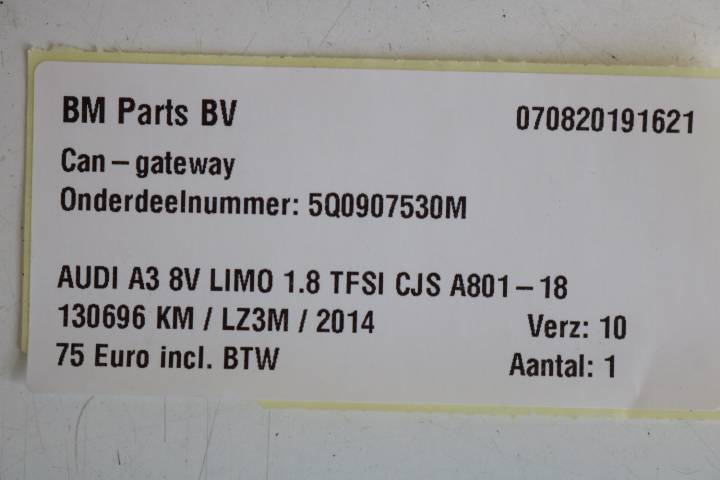 BM Parts BV 070820191621
Can – gateway
Onderdeelnummer: 5Q0907530M
AUDI A3 8V LIMO 1.8 TFSI CJS A801 – 18
130696 KM / LZ3M / 2014 Verz: 10
75 Euro incl. BTW Aantal: 1